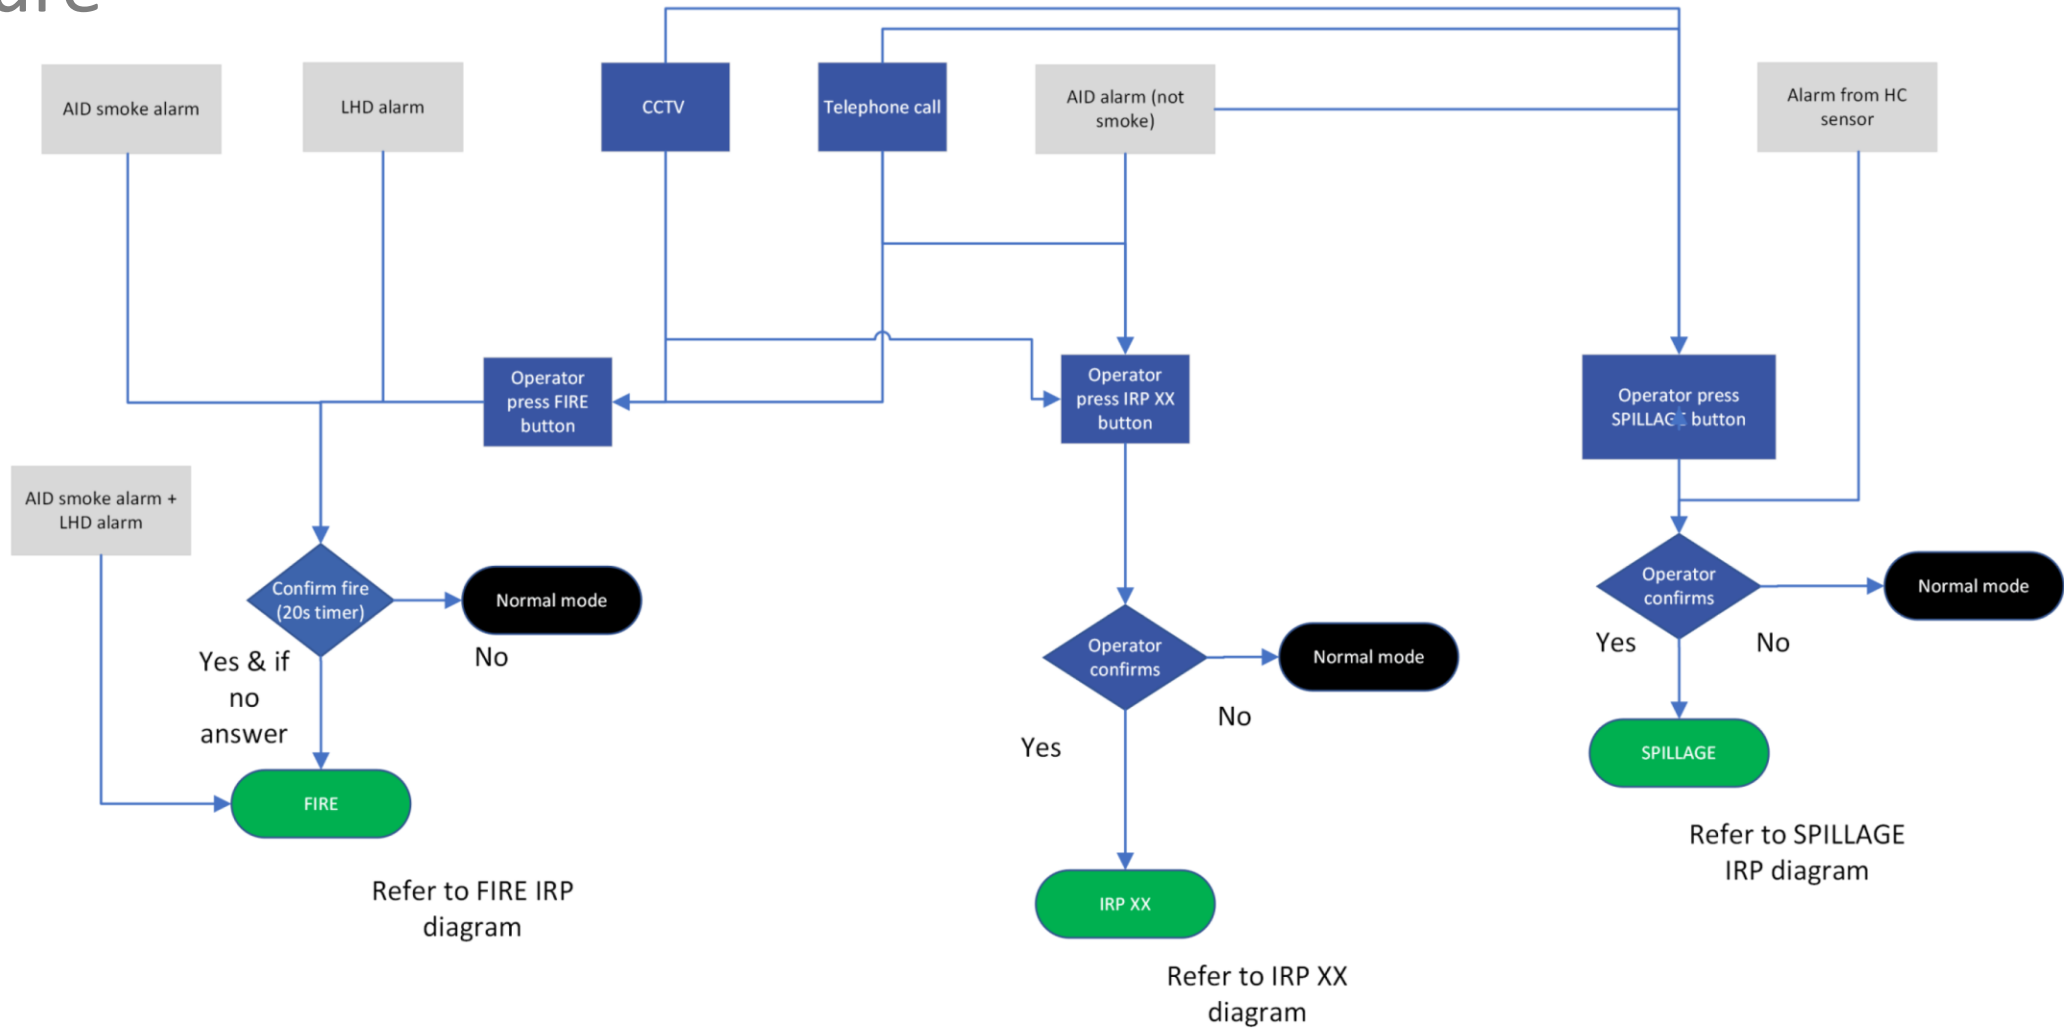 AID smoke alarm
LHD alarm
CCTV
Telephone call
AID alarm (not
smoke)
Alarm from HC
sensor
Operator
press FIRE
button
Operator
press IRP XX
button
Operator press
SPILLAGE button
AID smoke alarm +
LHD alarm
Confirm fire
(20s timer)
Normal mode
Operator
confirms
Normal mode
Yes
No
Yes & if
no
answer
No
Operator
confirms
Normal mode
No
Yes
SPILLAGE
FIRE
Refer to SPILLAGE
IRP diagram
Refer to FIRE IRP
diagram
IRP XX
Refer to IRP XX
diagram